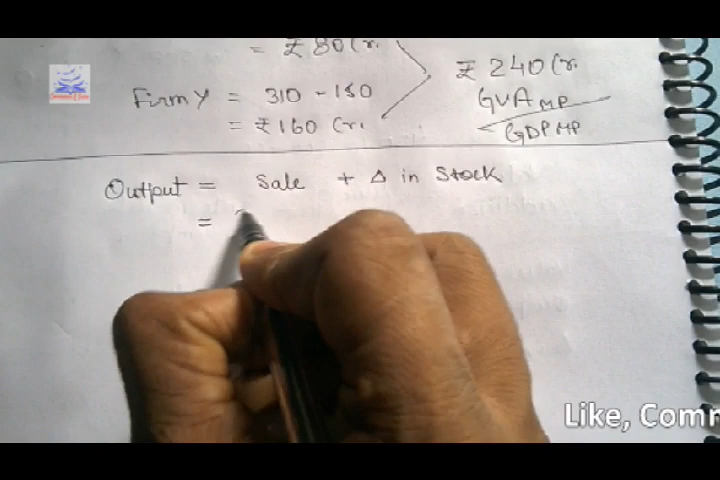 = ₹ 80 Cr.
Firm Y = 310 - 150
= ₹ 160 Cr.
₹ 240 Cr.
GVA MP
GDP MP
Output = Sale + Δ in Stock
=
Like, Comm